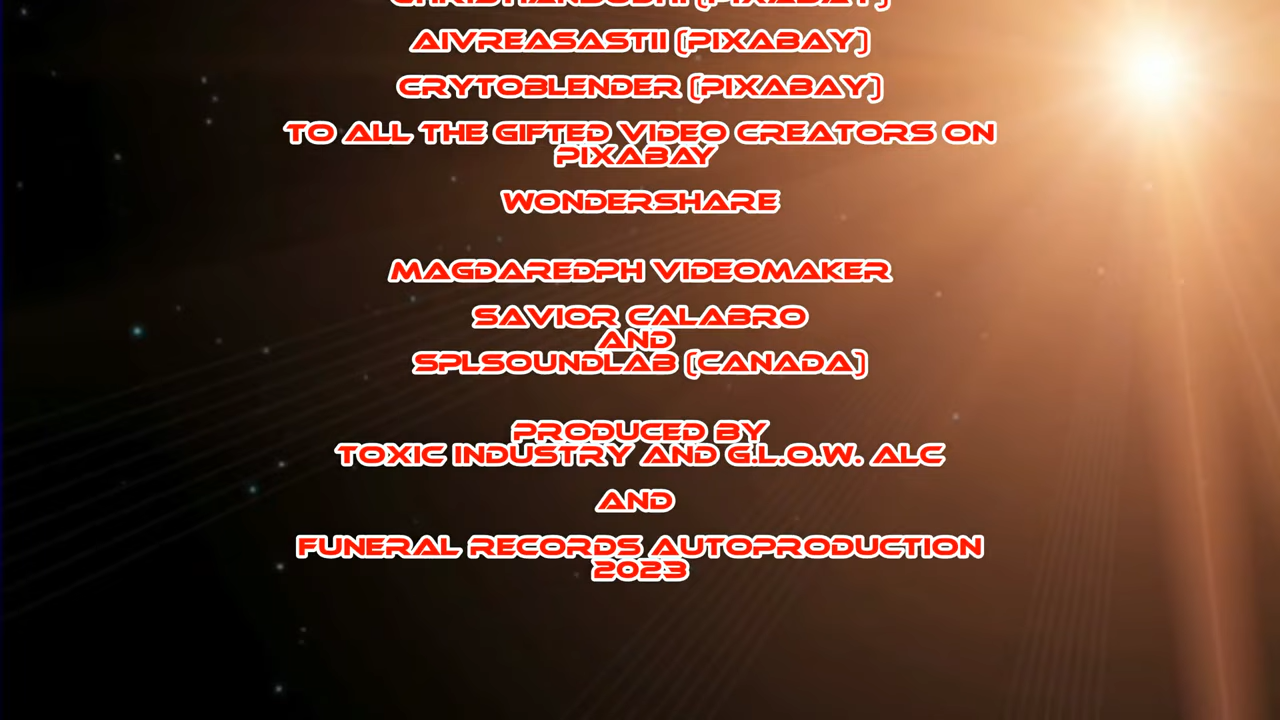 (PIXABAY)
AIVREASASTII (PIXABAY)
CRYTOBLENDER (PIXABAY)
TO ALL THE GIFTED VIDEO CREATORS ON
PIXABAY
WONDERSHARE
MAGDAREDPH VIDEOMAKER
SAVIOR CALABRO
AND
SPLSOUNDLAB (CANADA)
PRODUCED BY
TOXIC INDUSTRY AND G.L.O.W. ALC
AND
FUNERAL RECORDS AUTOPRODUCTION
2023